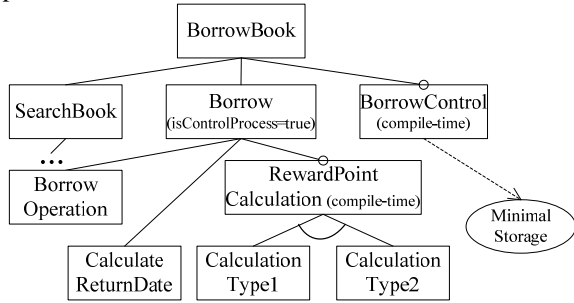 BorrowBook
SearchBook
Borrow
(isControlProcess=true)
BorrowControl
(compile-time)
...
Borrow
Operation
RewardPoint
Calculation (compile-time)
Minimal
Storage
Calculate
ReturnDate
Calculation
Type1
Calculation
Type2